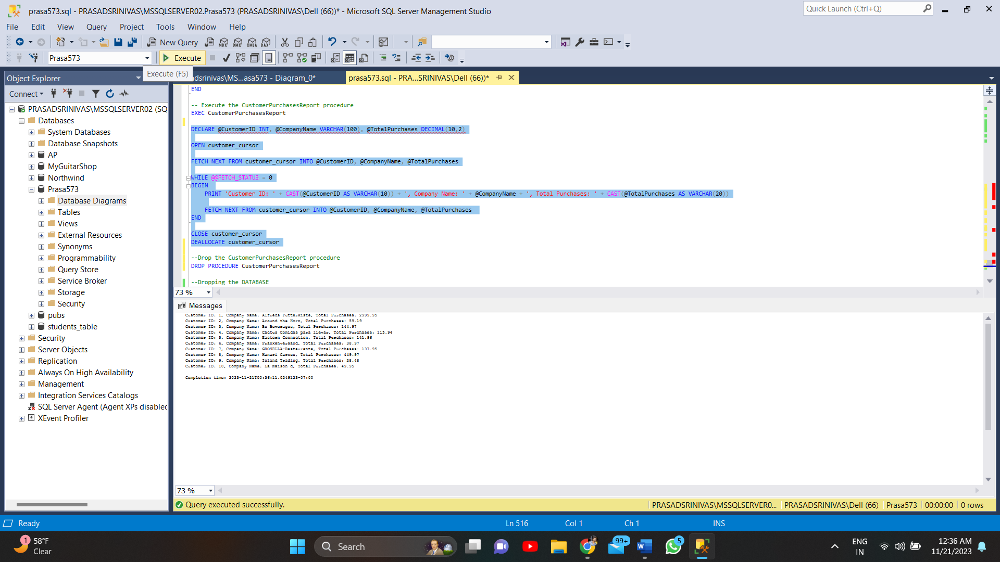 prasa573.sql - PRASADSRINIVAS\MSSQLSERVER02.Prasa573 (PRASADSRINIVAS\Dell (66))* - Microsoft SQL Server Management Studio
Quick Launch (Ctrl+Q)
File Edit View Query Project Tools Window Help
New Query
MDX DMX XMLA DAX
Prasa573
Execute
Execute (F5)
Object Explorer
Connect
PRASADSRINIVAS\MSSQLSERVER02 (SQ
Databases
System Databases
Database Snapshots
AP
MyGuitarShop
Northwind
Prasa573
Database Diagrams
Tables
Views
External Resources
Synonyms
Programmability
Query Store
Service Broker
Storage
Security
pubs
students_table
Security
Server Objects
Replication
Always On High Availability
Management
Integration Services Catalogs
SQL Server Agent (Agent XPs disabled
XEvent Profiler
dsrinivas\MS...asa573 - Diagram_0*
prasa573.sql - PRA...SRINIVAS\Dell (66))*
END
-- Execute the CustomerPurchasesReport procedure
EXEC CustomerPurchasesReport
DECLARE @CustomerID INT, @CompanyName VARCHAR(100), @TotalPurchases DECIMAL(10,2)
OPEN customer_cursor
FETCH NEXT FROM customer_cursor INTO @CustomerID, @CompanyName, @TotalPurchases
WHILE @@FETCH_STATUS = 0
BEGIN
PRINT 'Customer ID: ' + CAST(@CustomerID AS VARCHAR(10)) + ', Company Name: ' + @CompanyName + ', Total Purchases: ' + CAST(@TotalPurchases AS VARCHAR(20))
FETCH NEXT FROM customer_cursor INTO @CustomerID, @CompanyName, @TotalPurchases
END
CLOSE customer_cursor
DEALLOCATE customer_cursor
--Drop the CustomerPurchasesReport procedure
DROP PROCEDURE CustomerPurchasesReport
--Dropping the DATABASE
73 %
Messages
Customer ID: 1, Company Name: Alfreds Futterkiste, Total Purchases: 2999.95
Customer ID: 2, Company Name: Around the Horn, Total Purchases: 59.19
Customer ID: 3, Company Name: Bs Beverages, Total Purchases: 144.97
Customer ID: 4, Company Name: Cactus Comidas para llevar, Total Purchases: 115.94
Customer ID: 5, Company Name: Eastern Connection, Total Purchases: 141.96
Customer ID: 6, Company Name: Frankenversand, Total Purchases: 38.97
Customer ID: 7, Company Name: GROSELLA-Restaurante, Total Purchases: 137.95
Customer ID: 8, Company Name: Hanari Carnes, Total Purchases: 449.97
Customer ID: 9, Company Name: Island Trading, Total Purchases: 28.48
Customer ID: 10, Company Name: La maison d, Total Purchases: 49.95
Completion time: 2023-11-21T00:36:11.0249123-07:00
73 %
Query executed successfully.
PRASADSRINIVAS\MSSQLSERVER0... PRASADSRINIVAS\Dell (66) Prasa573 00:00:00 0 rows
Ready
Ln 516 Col 1 Ch 1 INS
1
58°F
Clear
Search
99+
W
5
ENG
IN
12:36 AM
11/21/2023